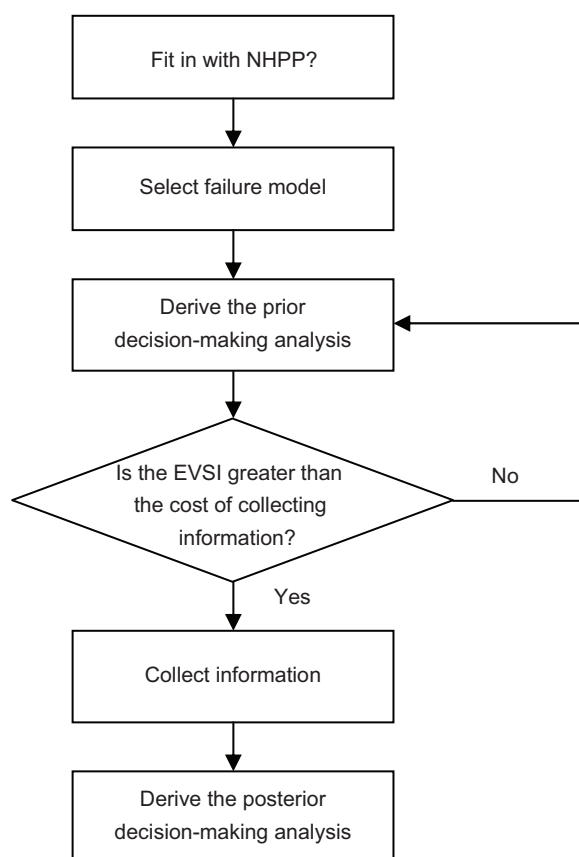 Fit in with NHPP?
Select failure model
Derive the prior
decision-making analysis
Is the EVSI greater than
the cost of collecting
information?
No
Yes
Collect information
Derive the posterior
decision-making analysis